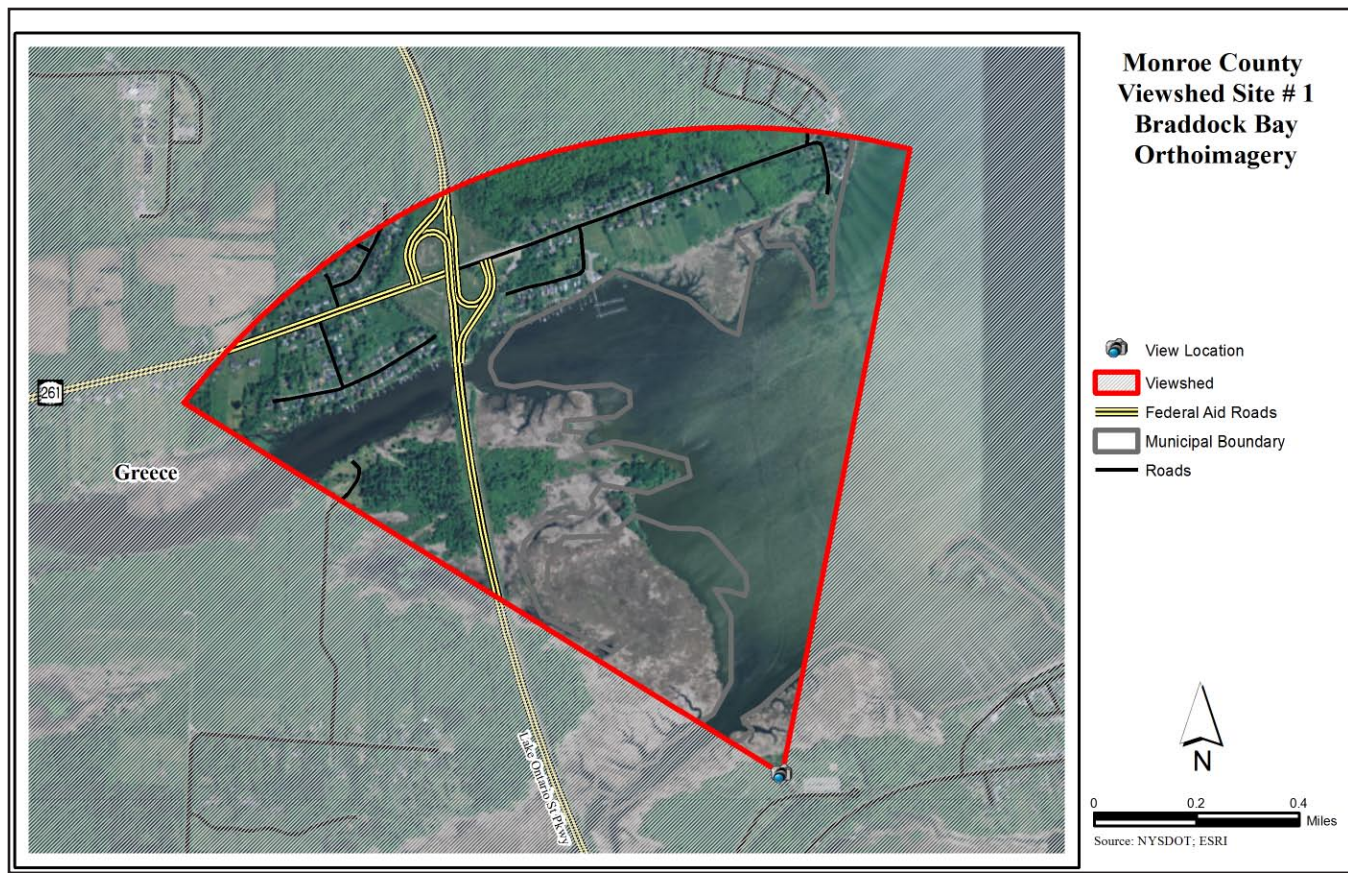 Monroe County
Viewshed Site # 1
Braddock Bay
Orthoimagery
261
Greece
Lake Ontario St Pkwy
View Location
Viewshed
Federal Aid Roads
Municipal Boundary
Roads
N
0 0.2 0.4
Miles
Source: NYSDOT; ESRI